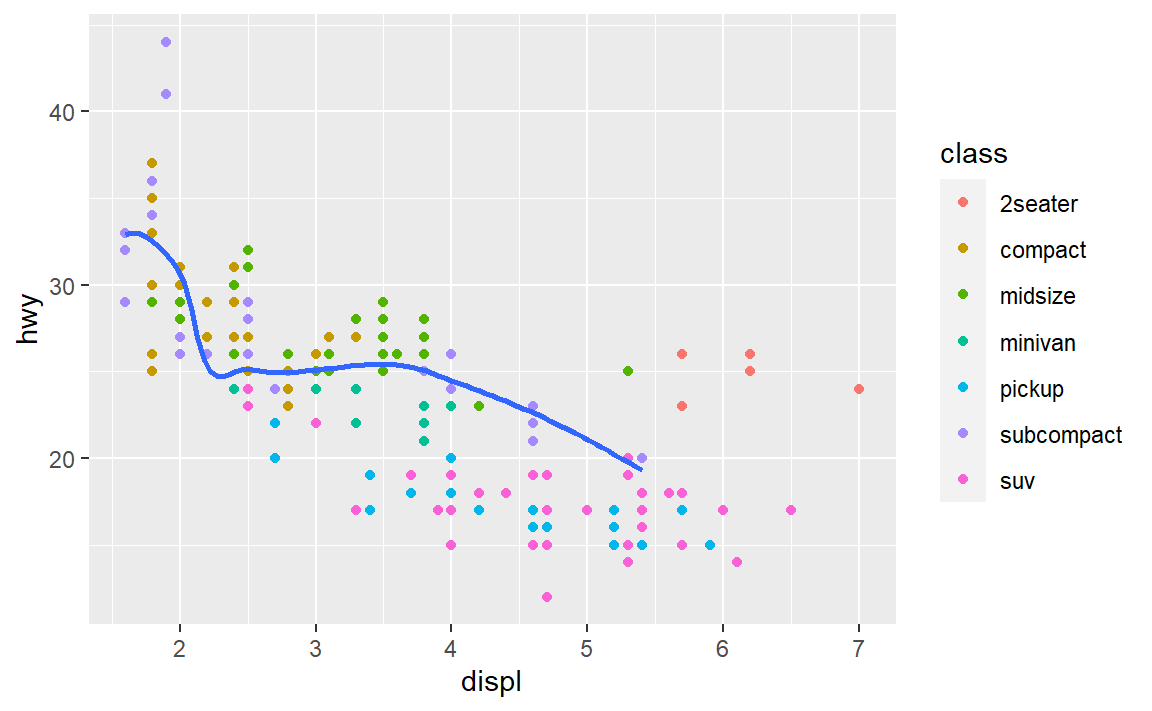 40
30
20
hwy
2
3
4
5
6
7
displ
class
2seater
compact
midsize
minivan
pickup
subcompact
suv